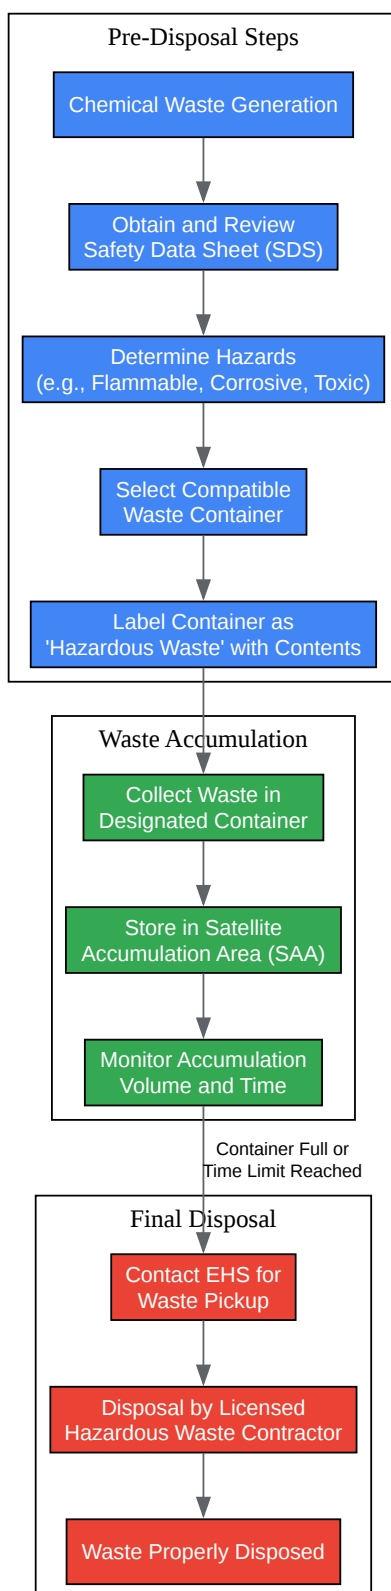 Pre-Disposal Steps
Chemical Waste Generation
Obtain and Review
Safety Data Sheet (SDS)
Determine Hazards
(e.g., Flammable, Corrosive, Toxic)
Select Compatible
Waste Container
Label Container as
'Hazardous Waste' with Contents
Waste Accumulation
Collect Waste in
Designated Container
Store in Satellite
Accumulation Area (SAA)
Monitor Accumulation
Volume and Time
Container Full or
Time Limit Reached
Final Disposal
Contact EHS for
Waste Pickup
Disposal by Licensed
Hazardous Waste Contractor
Waste Properly Disposed